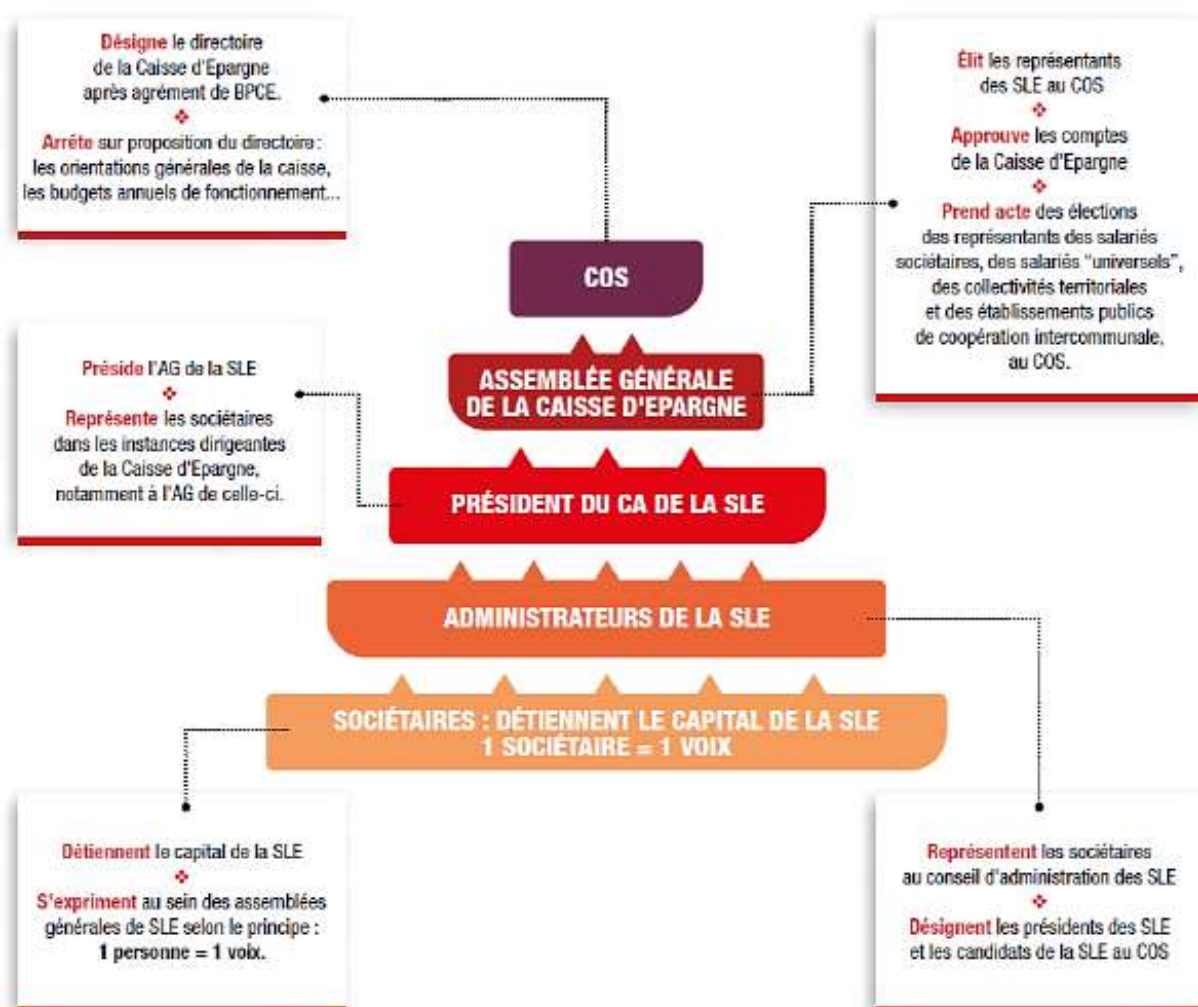 Désigne le directoire
de la Caisse d'Epargne
après agrément de BPCE.
Arrête sur proposition du directoire :
les orientations générales de la caisse,
les budgets annuels de fonctionnement...
Élit les représentants
des SLE au COS
Approuve les comptes
de la Caisse d'Epargne
Prend acte des élections
des représentants des salariés
sociétaires, des salariés "universels",
des collectivités territoriales
et des établissements publics
de coopération intercommunale,
au COS.
COS
Préside l'AG de la SLE
Représente les sociétaires
dans les instances dirigeantes
de la Caisse d'Epargne,
notamment à l'AG de celle-ci.
ASSEMBLÉE GÉNÉRALE
DE LA CAISSE D'EPARGNE
PRÉSIDENT DU CA DE LA SLE
ADMINISTRATEURS DE LA SLE
SOCIÉTAIRES : DÉTIENNENT LE CAPITAL DE LA SLE
1 SOCIÉTAIRE = 1 VOIX
Détiennent le capital de la SLE
S'expriment au sein des assemblées
générales de SLE selon le principe :
1 personne = 1 voix.
Représentent les sociétaires
au conseil d'administration des SLE
Désignent les présidents des SLE
et les candidats de la SLE au COS